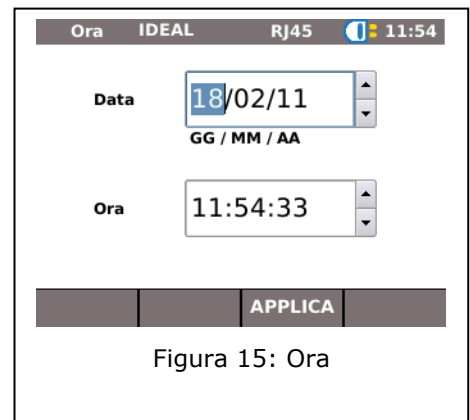 Ora IDEAL RJ45 11:54
Data 18/02/11
GG / MM / AA
Ora 11:54:33
APPLICA
Figura 15: Ora